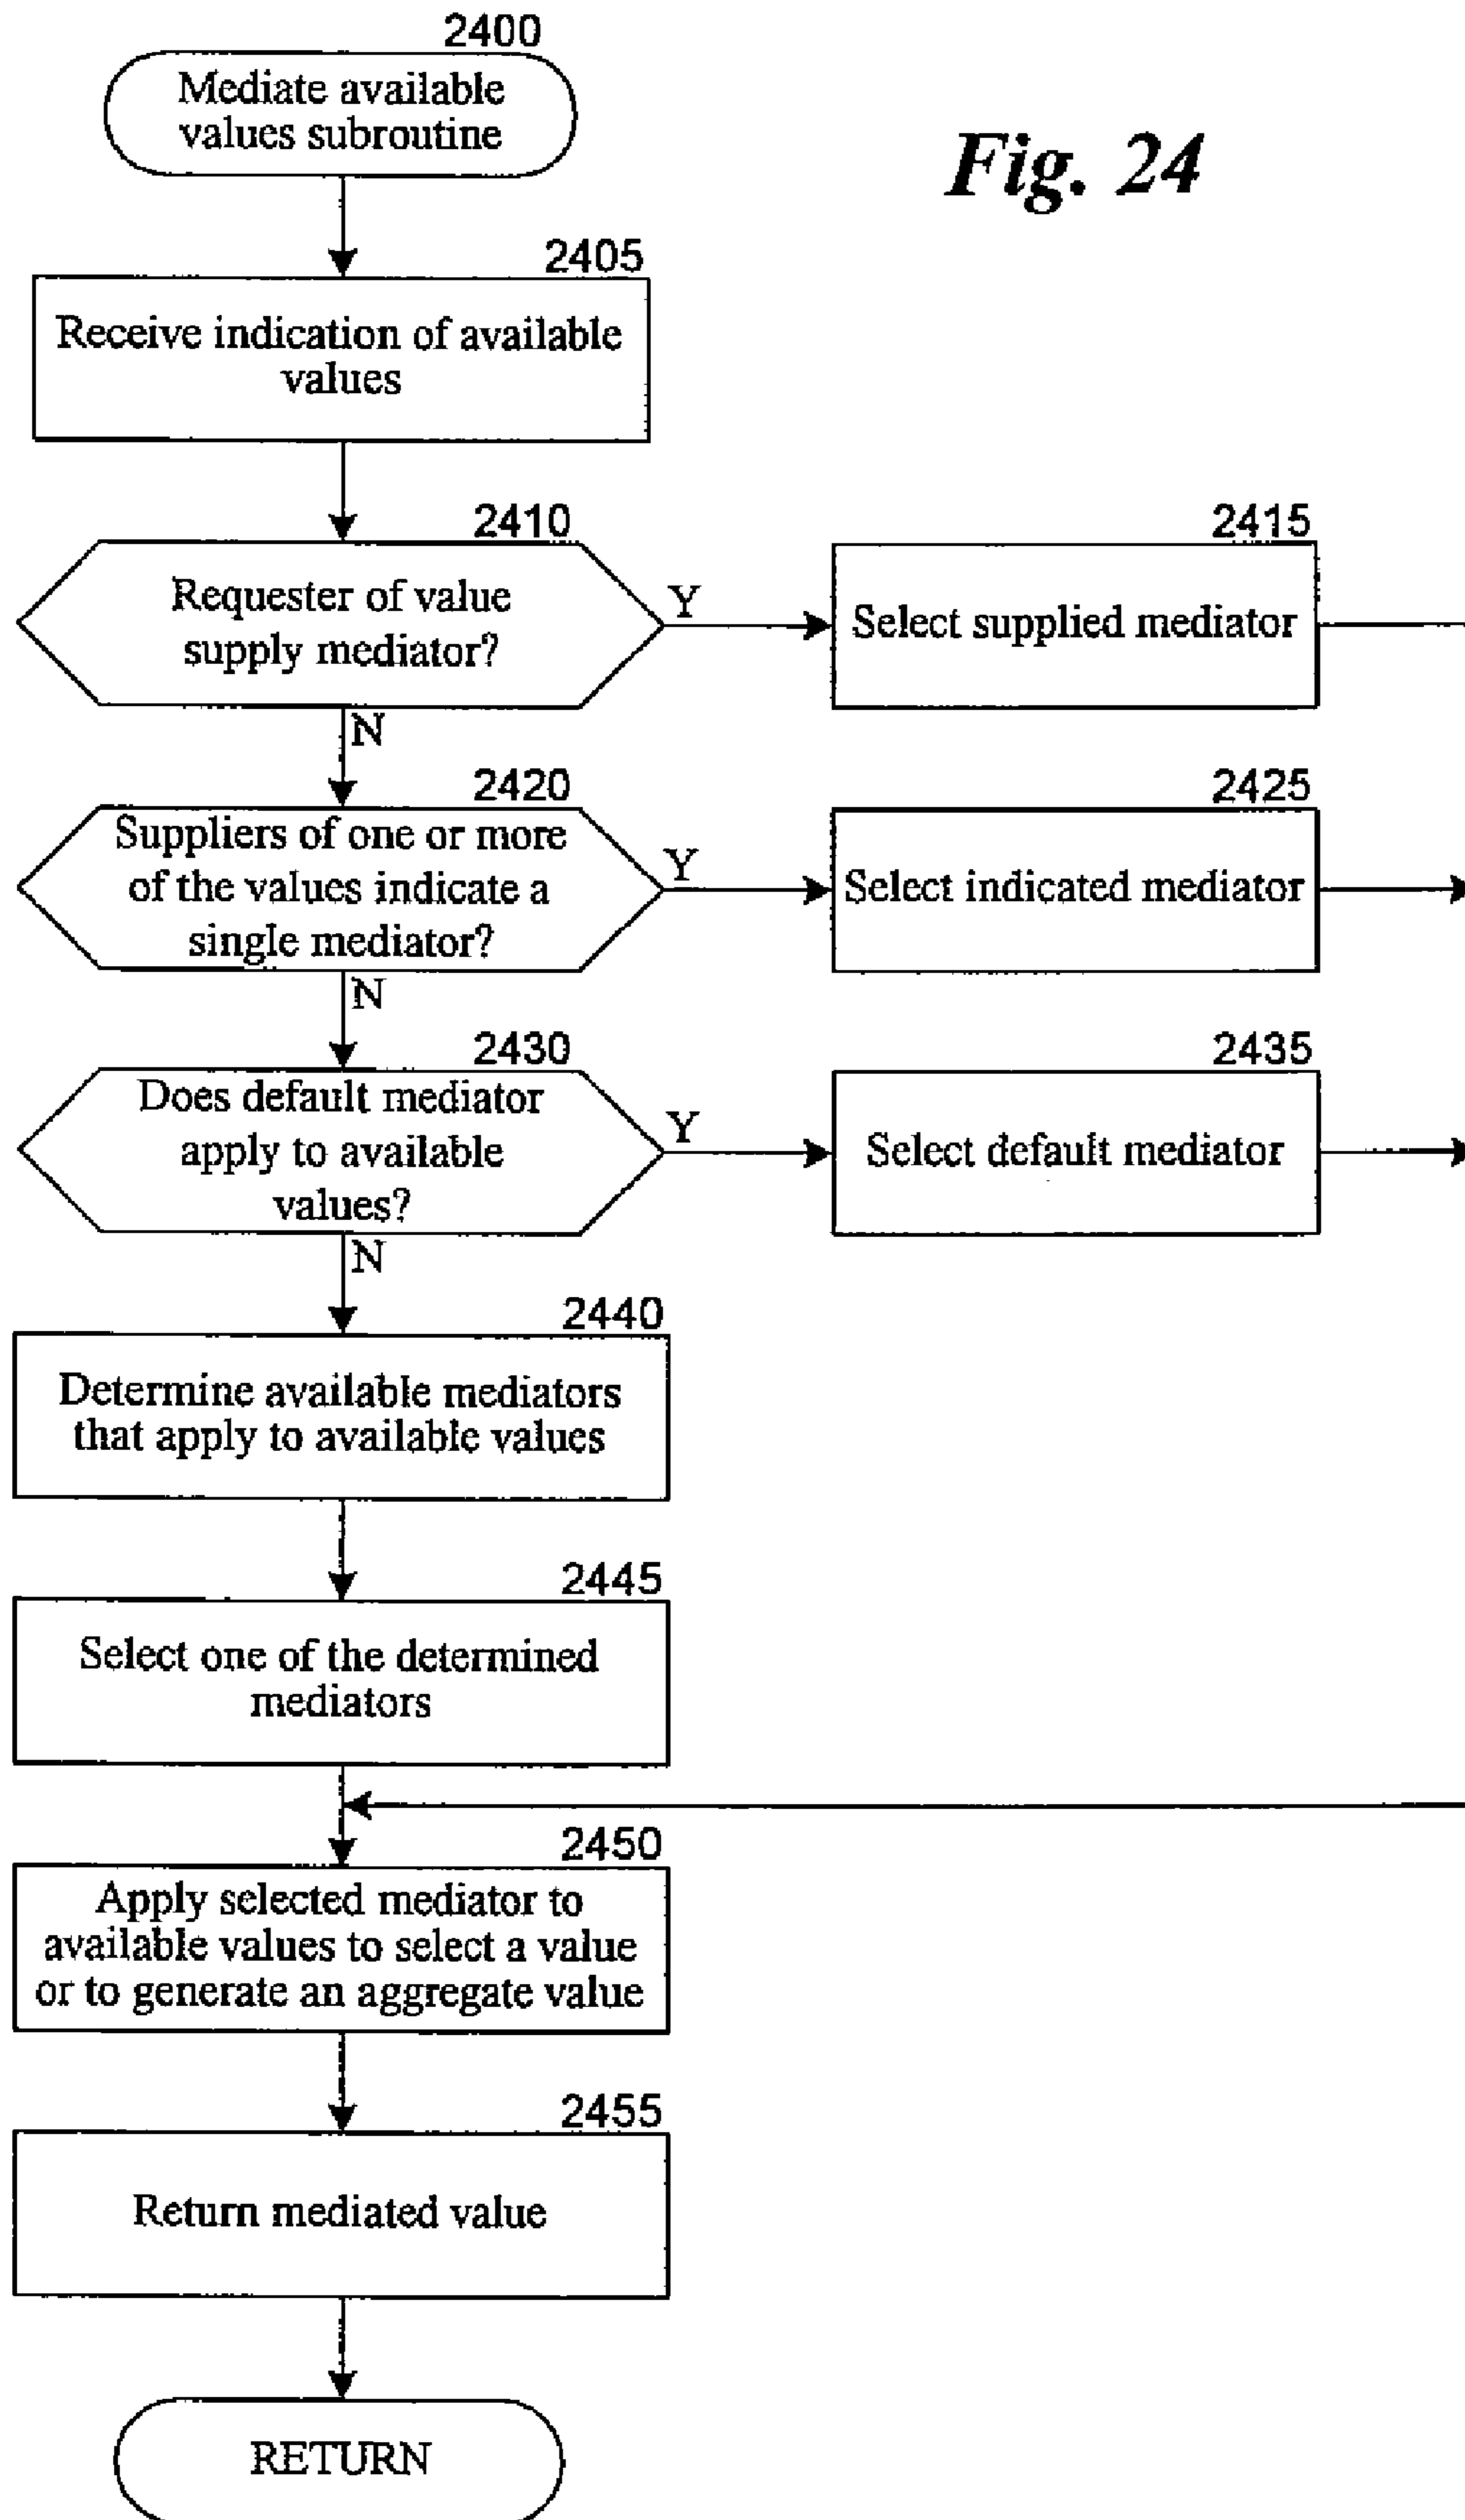 2400
Mediate available
values subroutine
Fig. 24
2405
Receive indication of available
values
2410
Requester of value
supply mediator?
Y
2415
Select supplied mediator
N
2420
Suppliers of one or more
of the values indicate a
single mediator?
Y
2425
Select indicated mediator
N
2430
Does default mediator
apply to available
values?
Y
2435
Select default mediator
N
2440
Determine available mediators
that apply to available values
2445
Select one of the determined
mediators
2450
Apply selected mediator to
available values to select a value
or to generate an aggregate value
2455
Return mediated value
RETURN